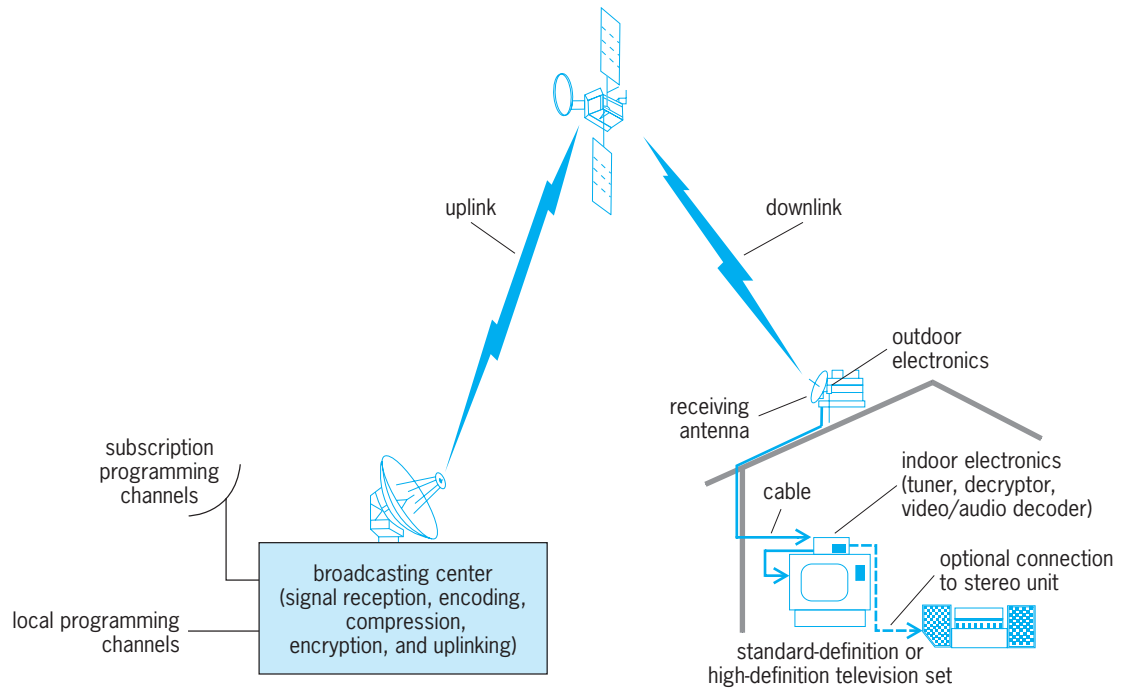 uplink
downlink
outdoor
electronics
receiving
antenna
subscription
programming
channels
indoor electronics
(tuner, decryptor,
video/audio decoder)
cable
broadcasting center
(signal reception, encoding,
compression,
encryption, and uplinking)
optional connection
to stereo unit
local programming
channels
standard-definition or
high-definition television set